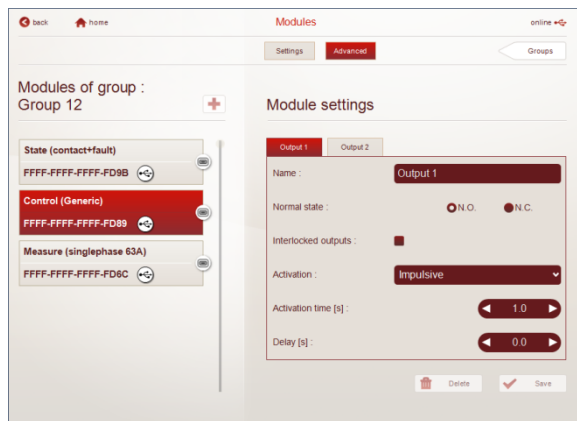 back
home
Modules
online
Settings
Advanced
Groups
Modules of group :
Group 12
State (contact+fault)
FFFF-FFFF-FFFF-FD9B
Control (Generic)
FFFF-FFFF-FFFF-FD89
Measure (singlephase 63A)
FFFF-FFFF-FFFF-FD6C
Module settings
Output 1
Output 2
Name :
Output 1
Normal state :
N.O.
N.C.
Interlocked outputs :
Activation :
Impulsive
Activation time [s] :
1.0
Delay [s] :
0.0
Delete
Save